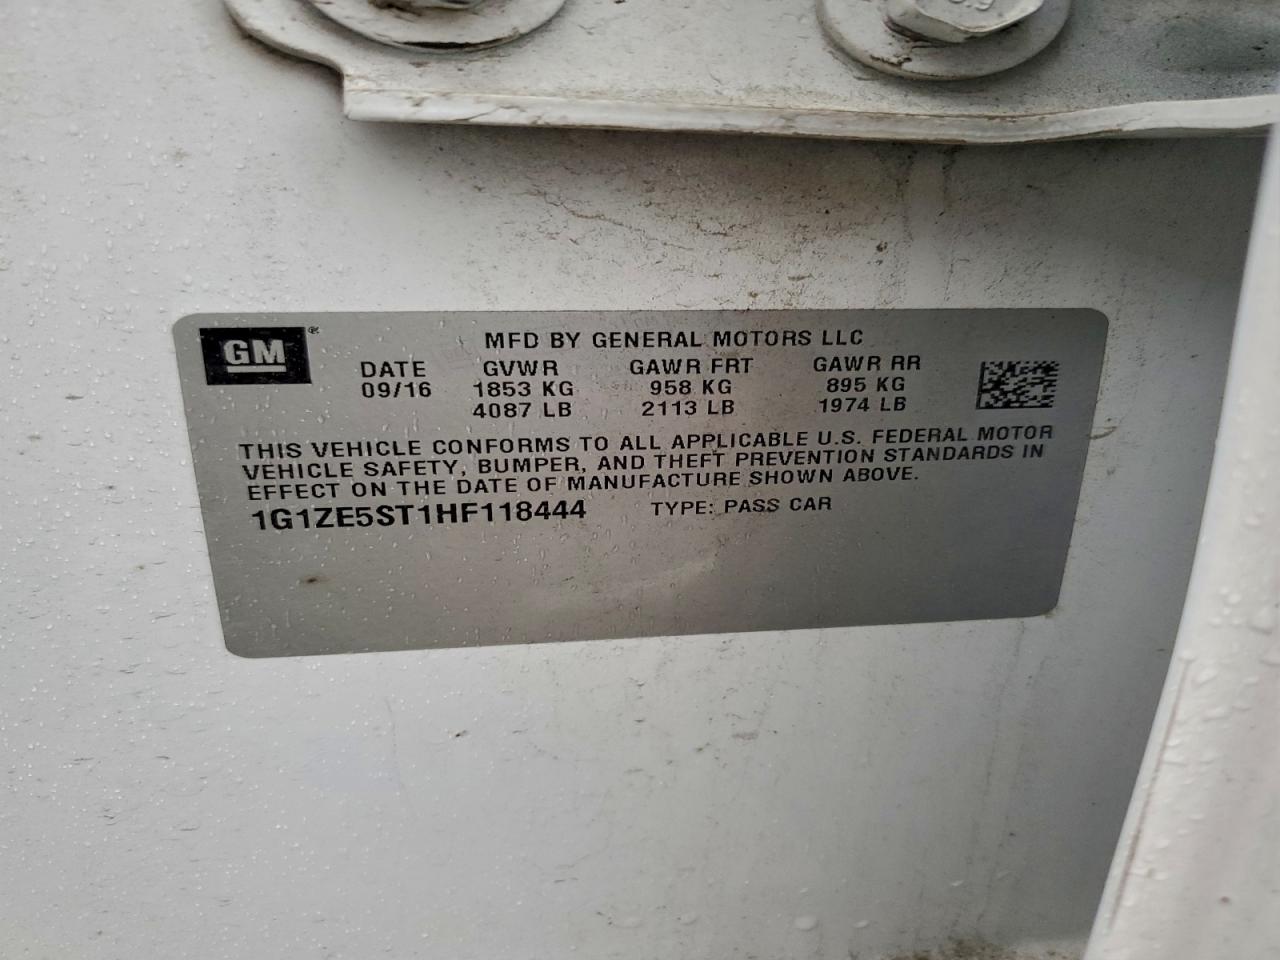 GM®
MFD BY GENERAL MOTORS LLC
DATE GVWR GAWR FRT GAWR RR
09/16 1853 KG 958 KG 895 KG
4087 LB 2113 LB 1974 LB
THIS VEHICLE CONFORMS TO ALL APPLICABLE U.S. FEDERAL MOTOR
VEHICLE SAFETY, BUMPER, AND THEFT PREVENTION STANDARDS IN
EFFECT ON THE DATE OF MANUFACTURE SHOWN ABOVE.
1G1ZE5ST1HF118444 TYPE: PASS CAR